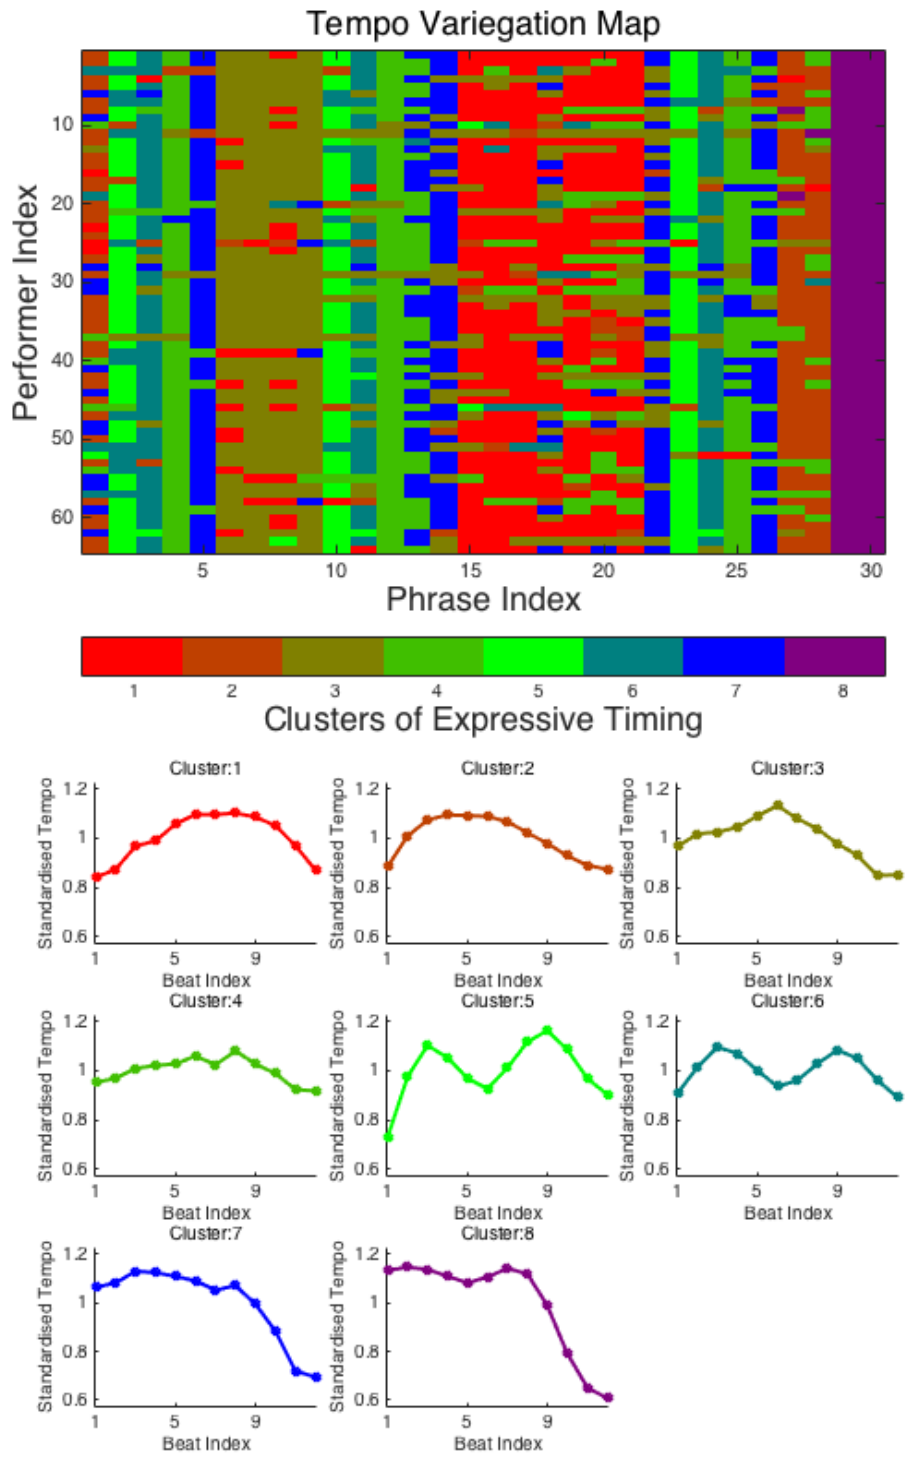 Tempo Variegation Map
Performer Index
10
20
30
40
50
60
5 10 15 20 25 30
Phrase Index
1 2 3 4 5 6 7 8
Clusters of Expressive Timing
Cluster:1
Standardised Tempo
1.2
1
0.8
0.6
1 5 9
Beat Index
Cluster:2
Standardised Tempo
1.2
1
0.8
0.6
1 5 9
Beat Index
Cluster:3
Standardised Tempo
1.2
1
0.8
0.6
1 5 9
Beat Index
Cluster:4
Standardised Tempo
1.2
1
0.8
0.6
1 5 9
Beat Index
Cluster:5
Standardised Tempo
1.2
1
0.8
0.6
1 5 9
Beat Index
Cluster:6
Standardised Tempo
1.2
1
0.8
0.6
1 5 9
Beat Index
Cluster:7
Standardised Tempo
1.2
1
0.8
0.6
1 5 9
Beat Index
Cluster:8
Standardised Tempo
1.2
1
0.8
0.6
1 5 9
Beat Index